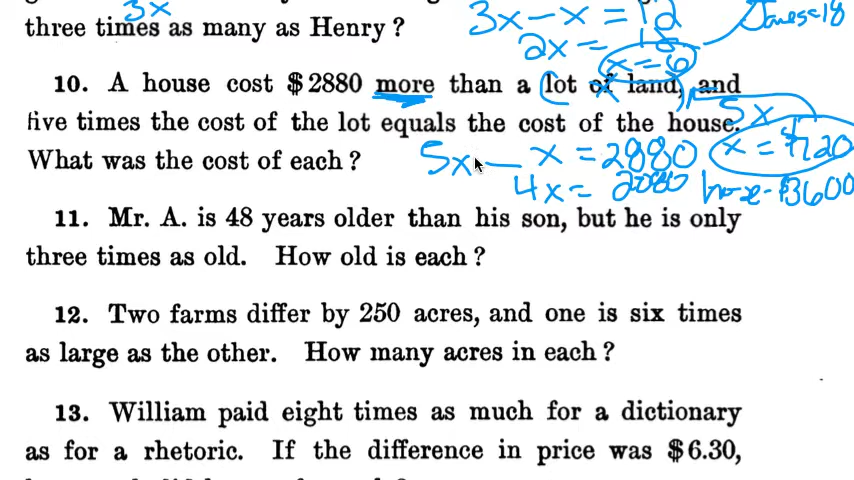 3x
3x-x=12
three times as many as Henry ?
2x=12
x=6
James=18
10. A house cost $2880 more than a lot of land, and
x
5x
five times the cost of the lot equals the cost of the house.
What was the cost of each ?
5x - x = 2880
x = $720
4x = 2880
house-$3600
11. Mr. A. is 48 years older than his son, but he is only
three times as old. How old is each ?
12. Two farms differ by 250 acres, and one is six times
as large as the other. How many acres in each ?
13. William paid eight times as much for a dictionary
as for a rhetoric. If the difference in price was $6.30,